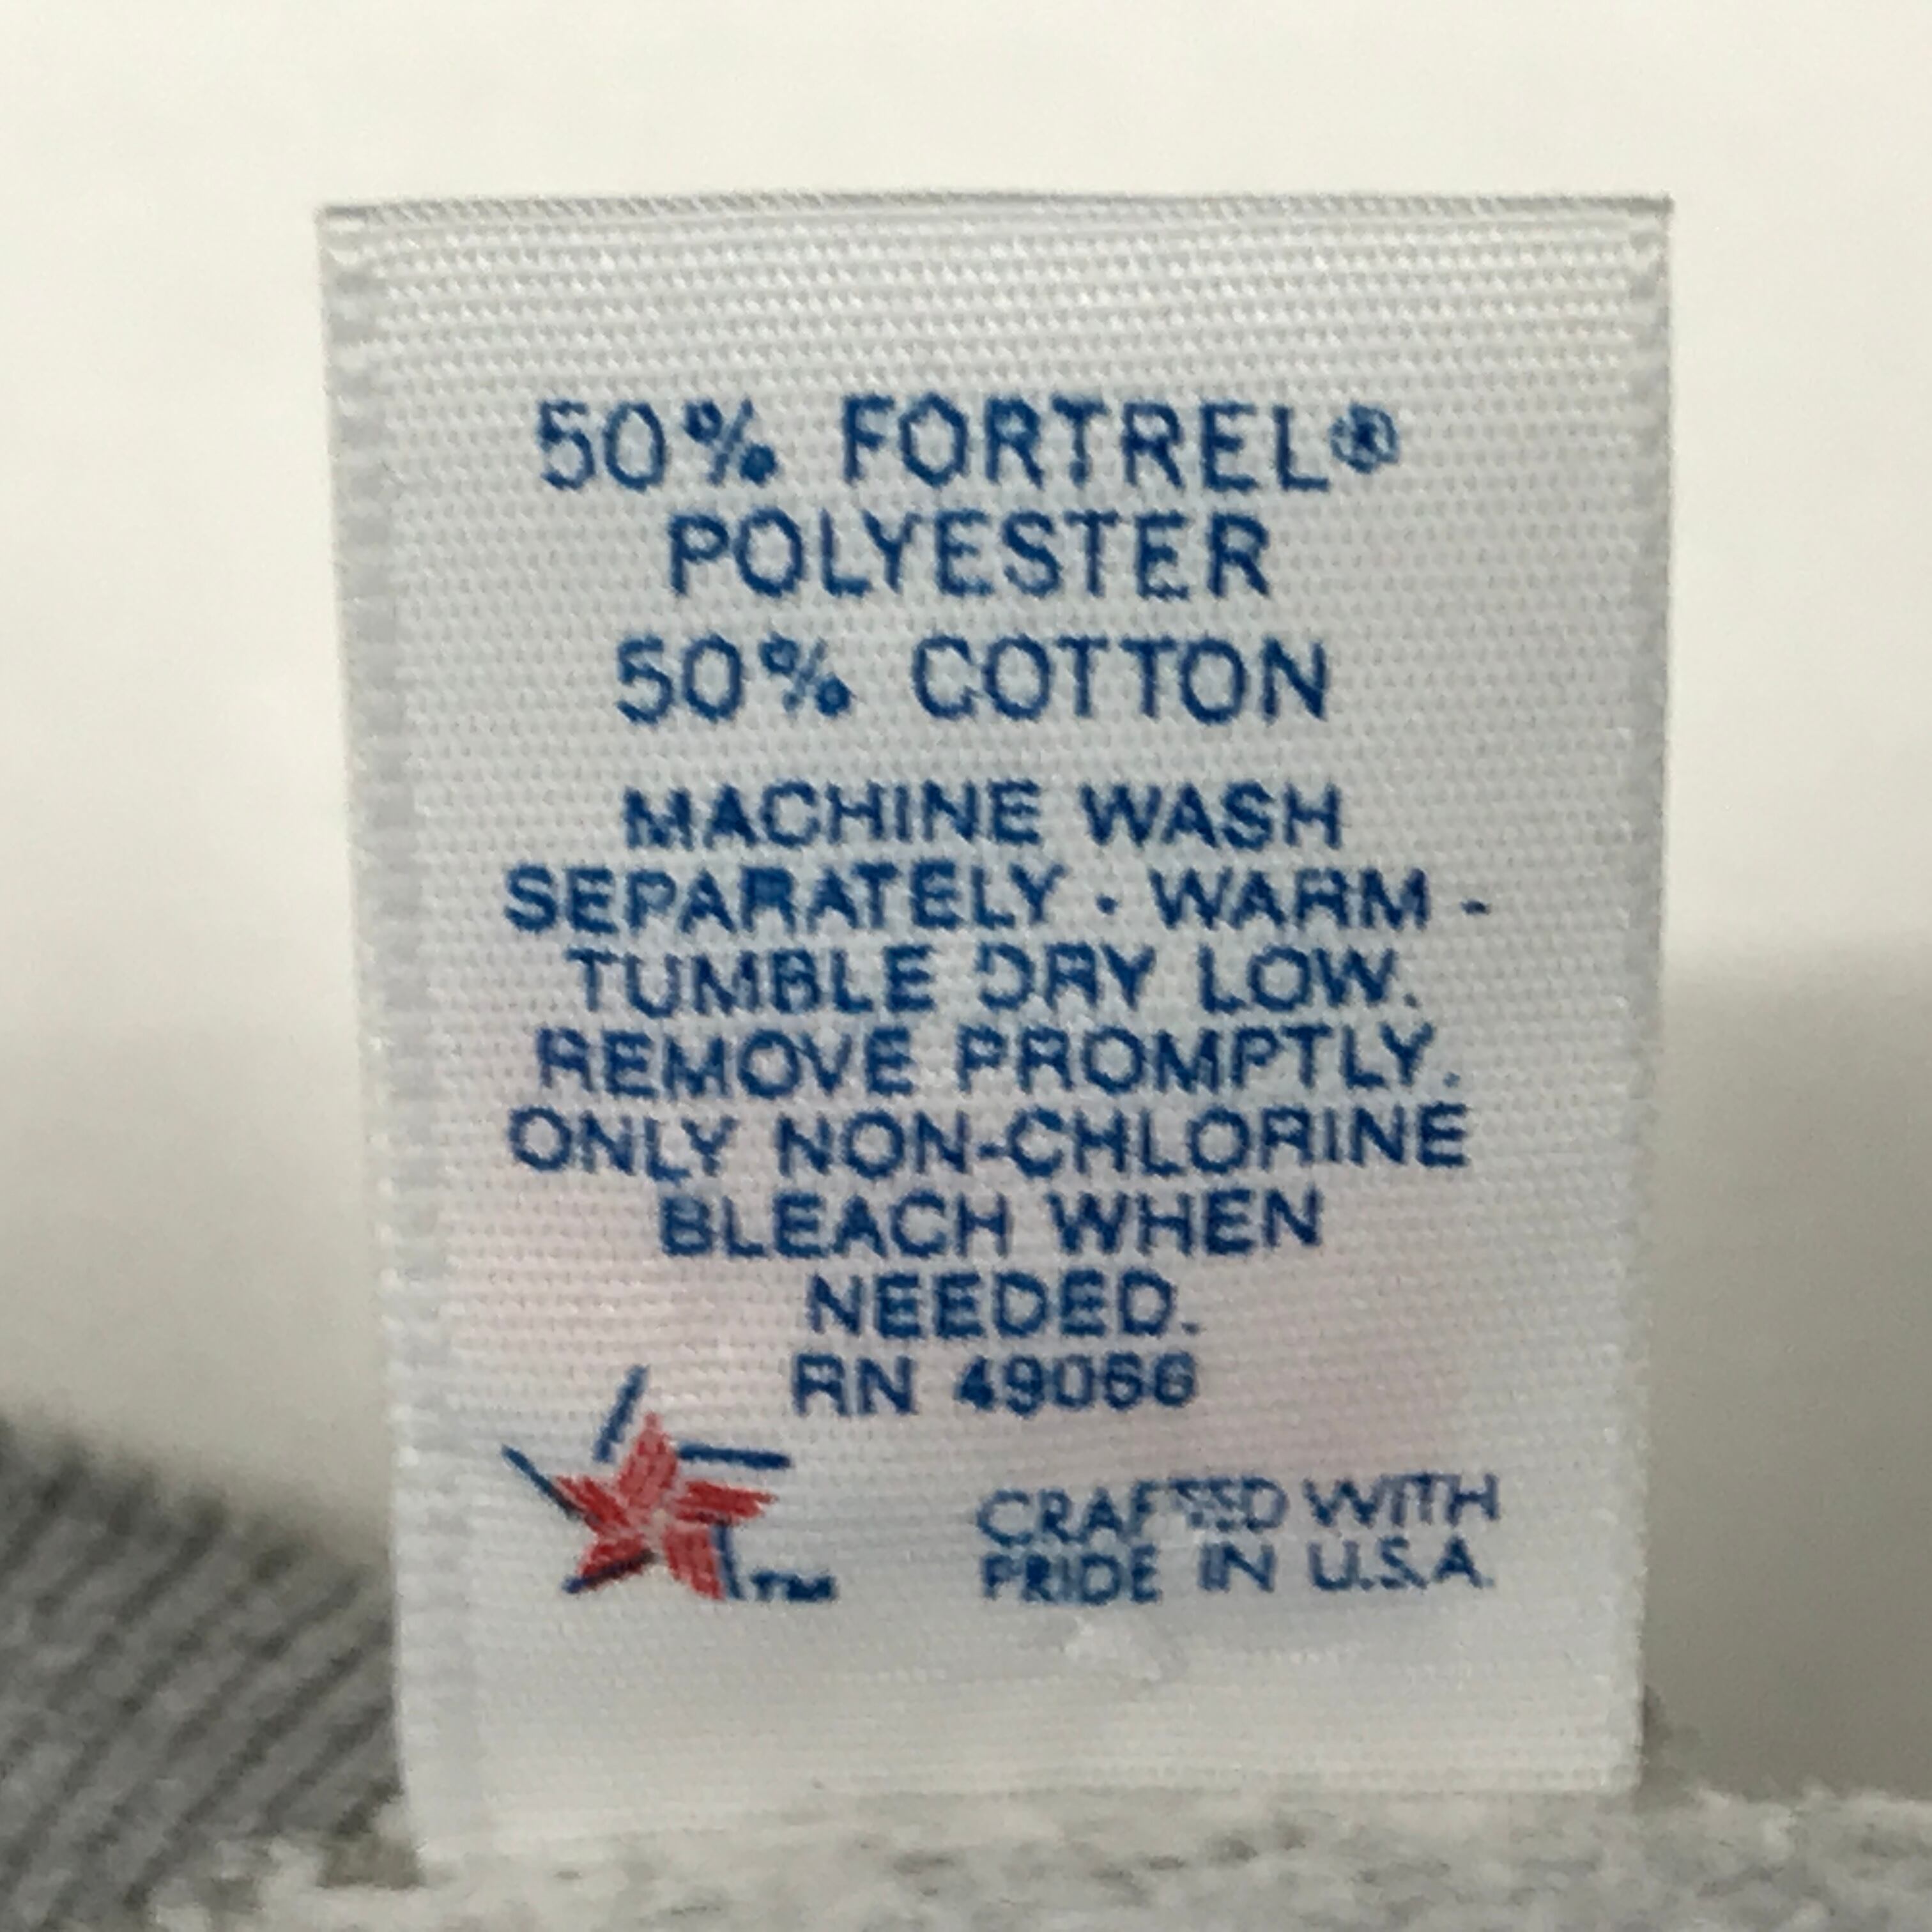 50% FORTREL®
POLYESTER
50% COTTON
MACHINE WASH
SEPARATELY - WARM -
TUMBLE DRY LOW.
REMOVE PROMPTLY.
ONLY NON-CHLORINE
BLEACH WHEN
NEEDED.
RN 49066
TM
CRAFTED WITH
PRIDE IN U.S.A.